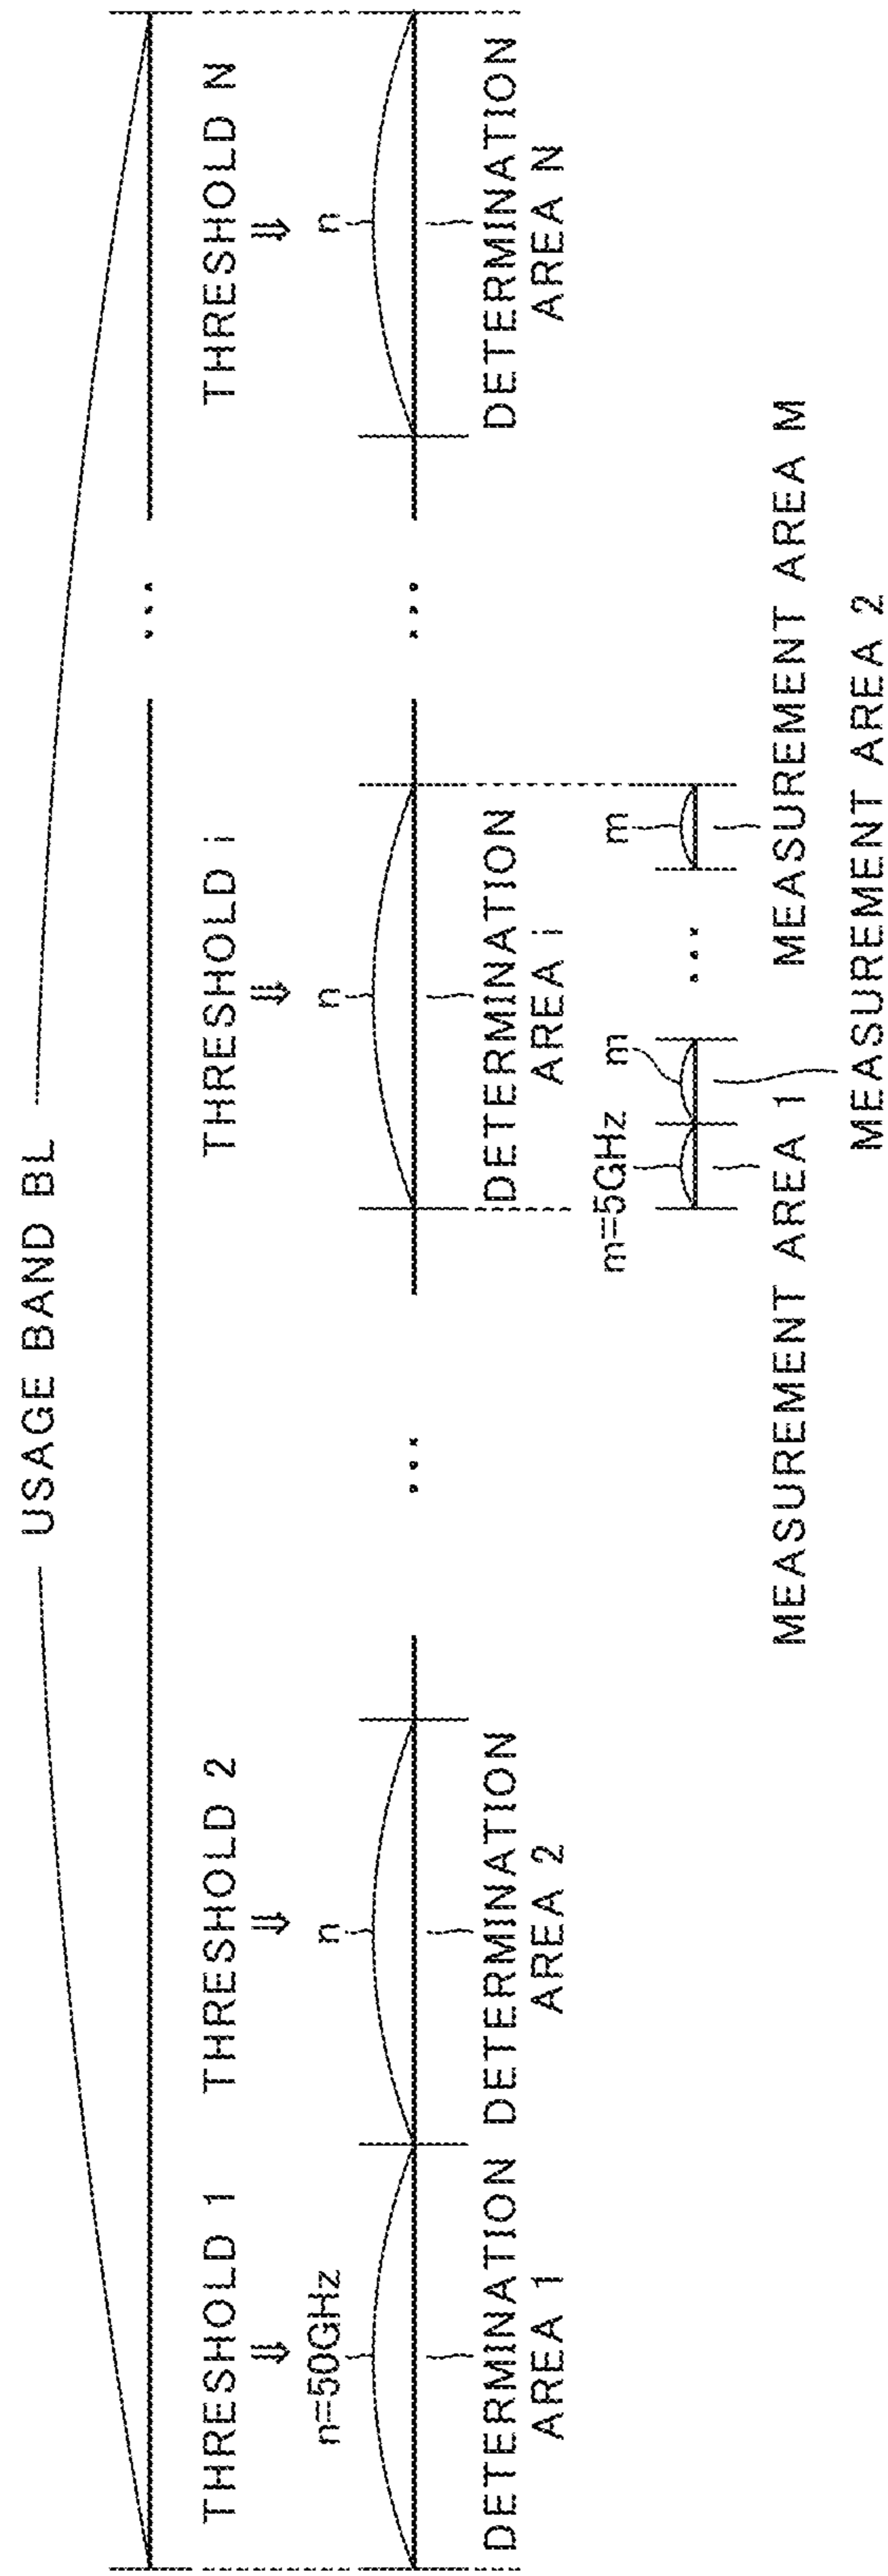 USAGE BAND BL
THRESHOLD 1
THRESHOLD 2
THRESHOLD i
THRESHOLD N
⇓
⇓
⇓
⇓
n=50GHz
n
n
n
DETERMINATION
AREA 1
DETERMINATION
AREA 2
DETERMINATION
AREA i
DETERMINATION
AREA N
m=5GHz
m
m
MEASUREMENT AREA 1
MEASUREMENT AREA M
MEASUREMENT AREA 2